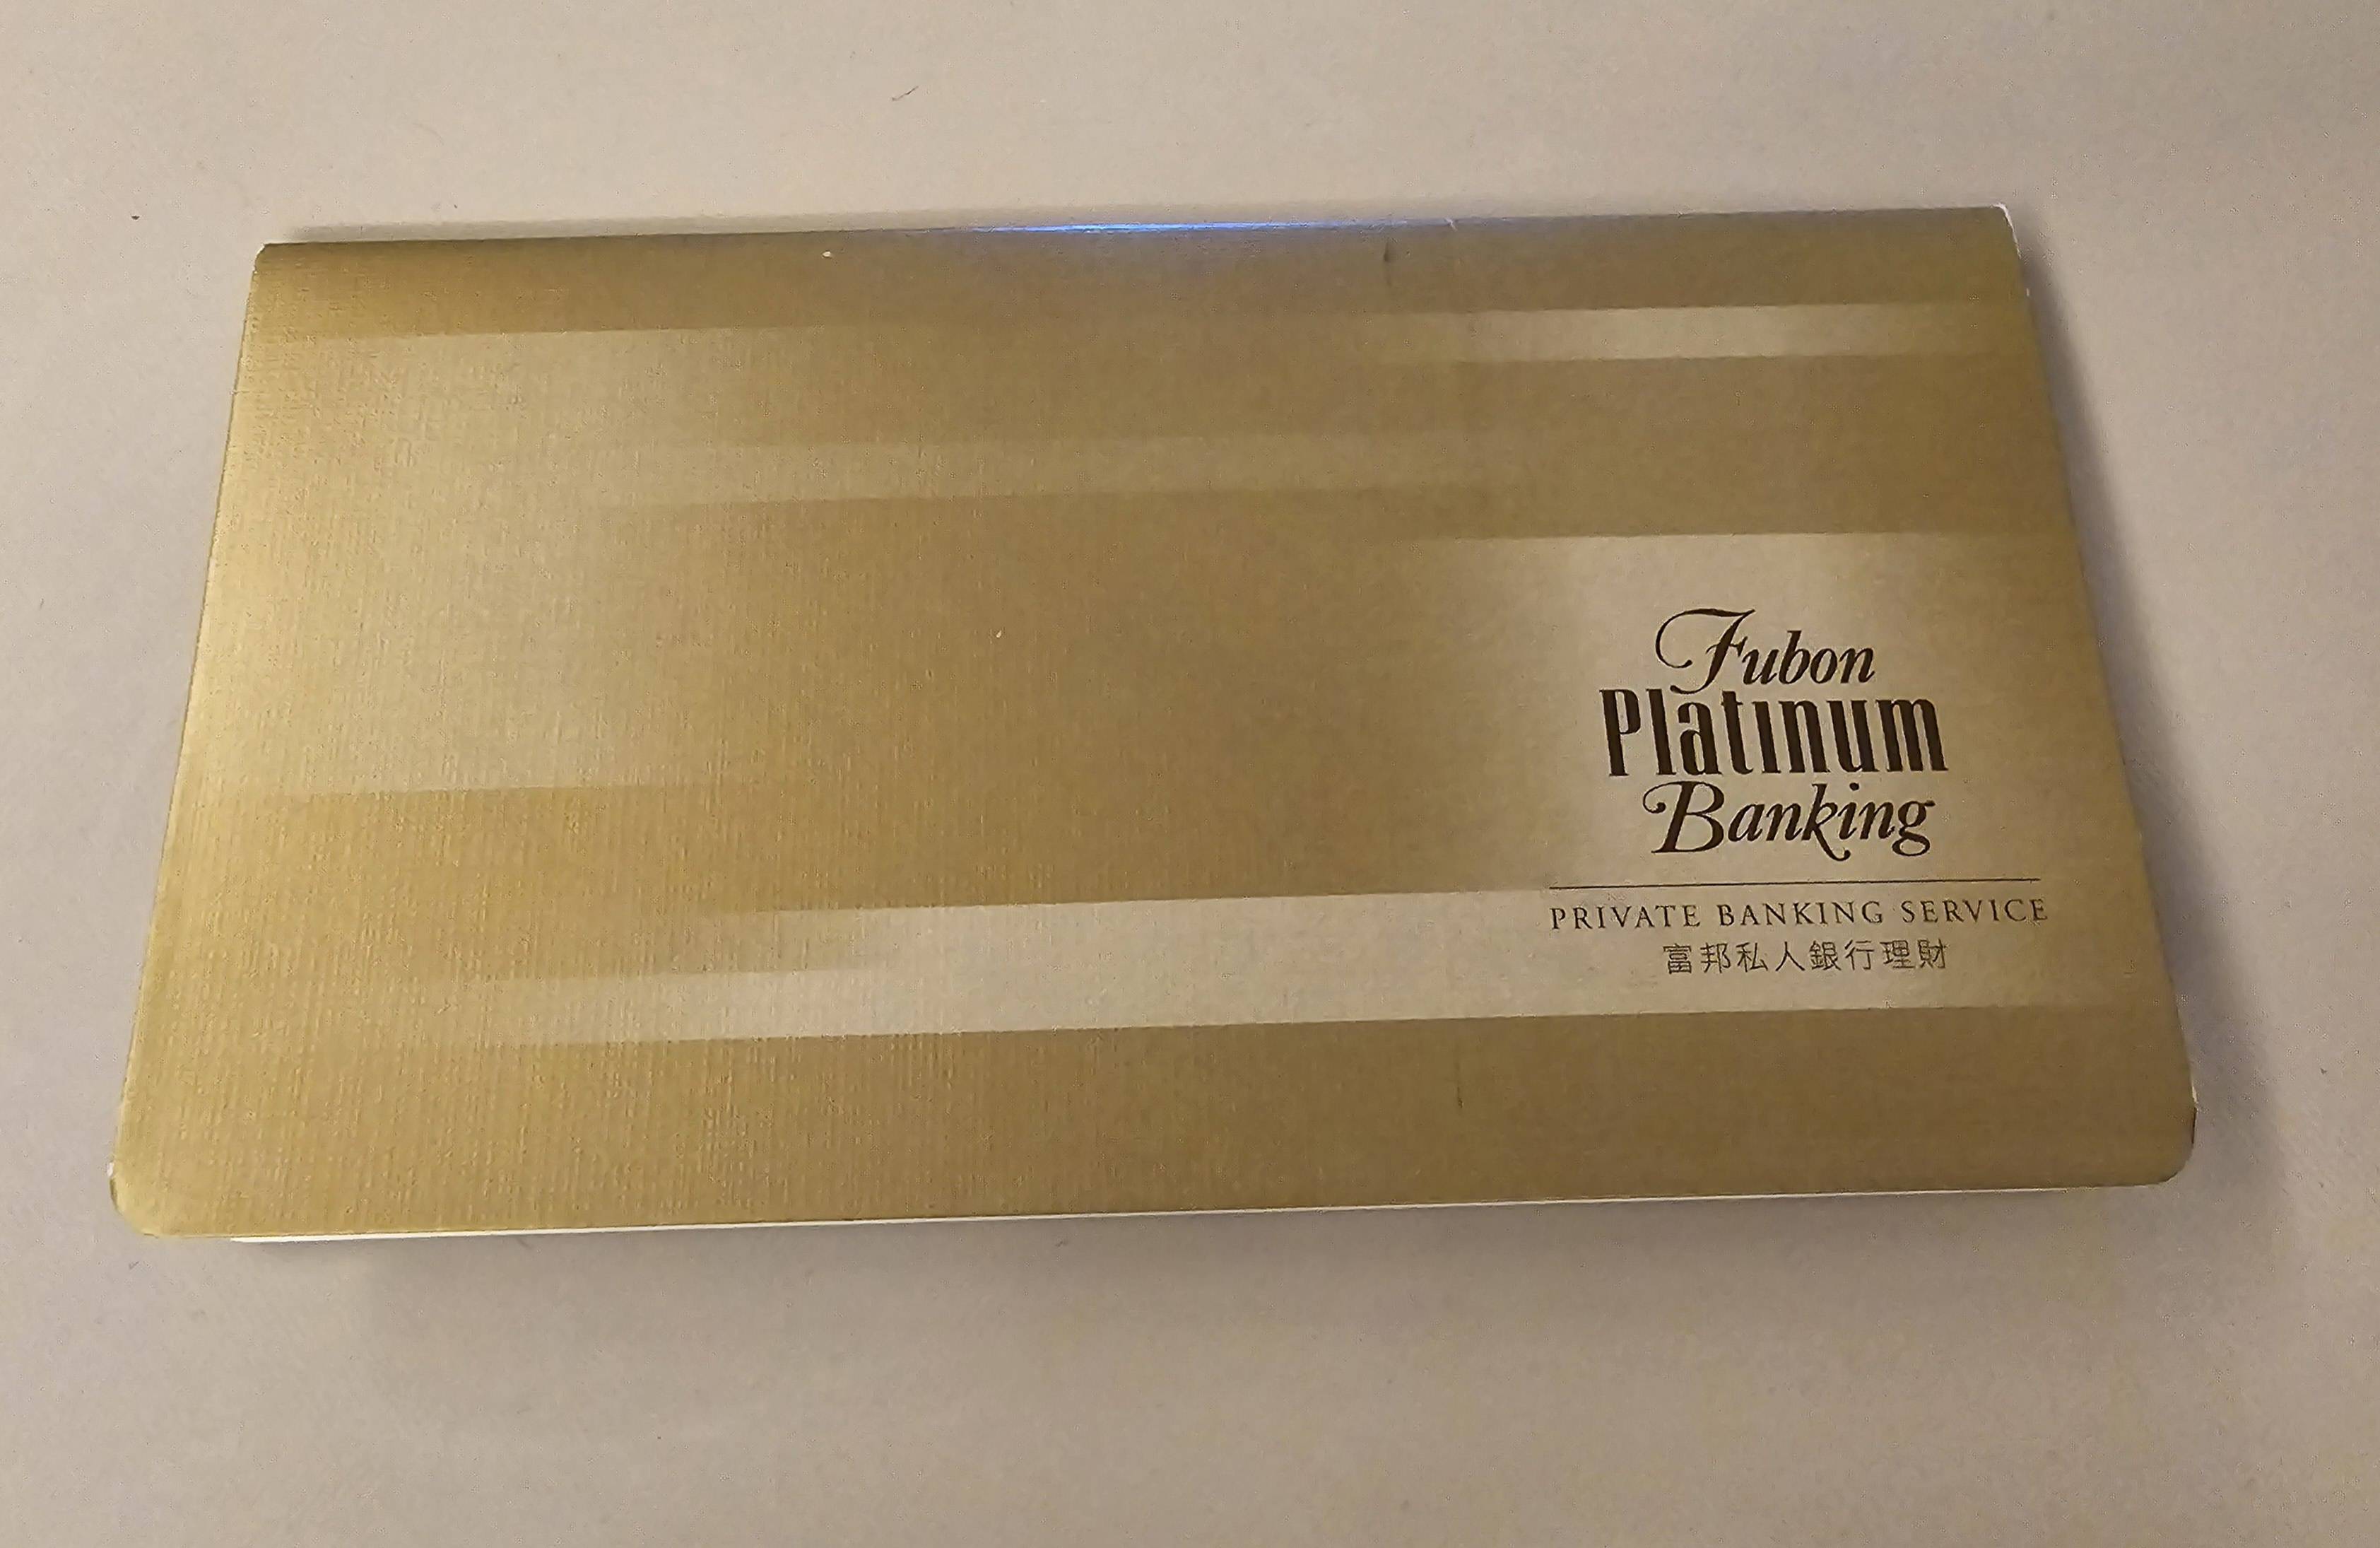 Fubon
Platinum
Banking
PRIVATE BANKING SERVICE
富邦私人銀行理財